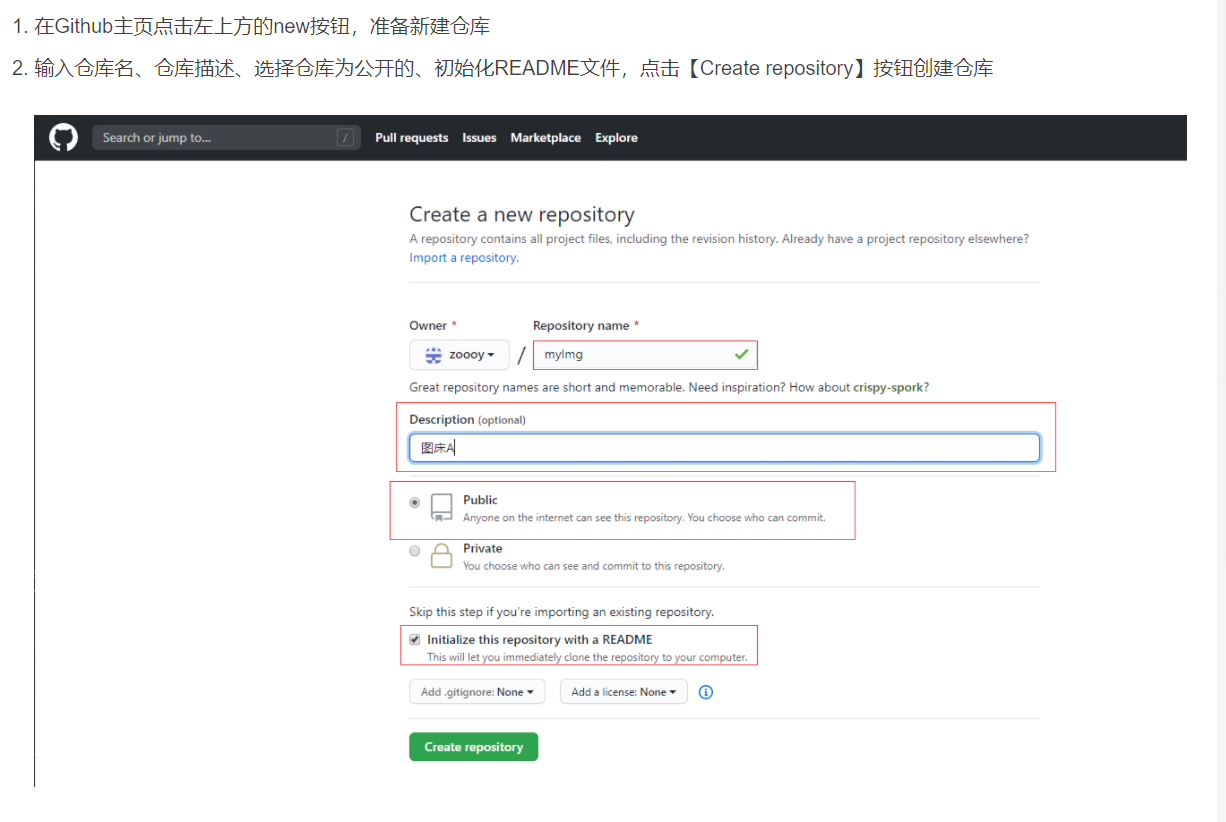 1. 在Github主页点击左上方的new按钮，准备新建仓库
2. 输入仓库名、仓库描述、选择仓库为公开的、初始化README文件，点击【Create repository】按钮创建仓库
Search or jump to... / Pull requests Issues Marketplace Explore
Create a new repository
A repository contains all project files, including the revision history. Already have a project repository elsewhere?
Import a repository.
Owner * Repository name *
zoooy / myImg
Great repository names are short and memorable. Need inspiration? How about crispy-spork?
Description (optional)
图床A
Public
Anyone on the internet can see this repository. You choose who can commit.
Private
You choose who can see and commit to this repository.
Skip this step if you're importing an existing repository.
Initialize this repository with a README
This will let you immediately clone the repository to your computer.
Add .gitignore: None Add a license: None
Create repository